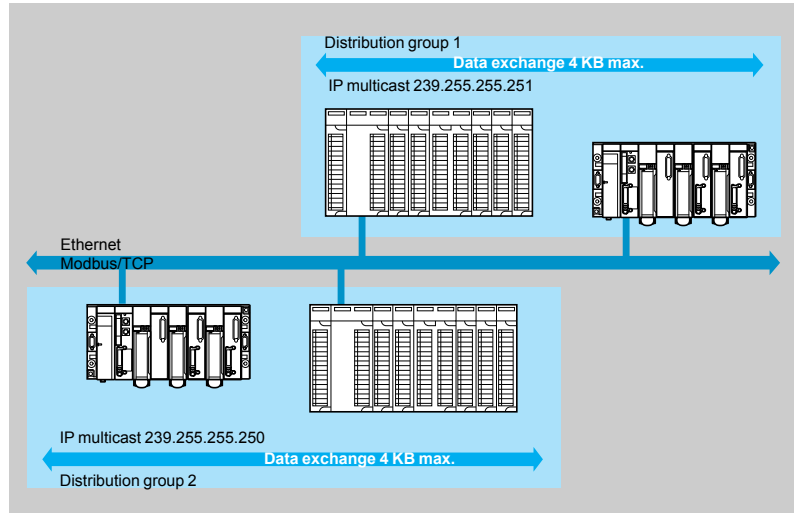 Distribution group 1
Data exchange 4 KB max.
IP multicast 239.255.255.251
Ethernet
Modbus/TCP
IP multicast 239.255.255.250
Data exchange 4 KB max.
Distribution group 2